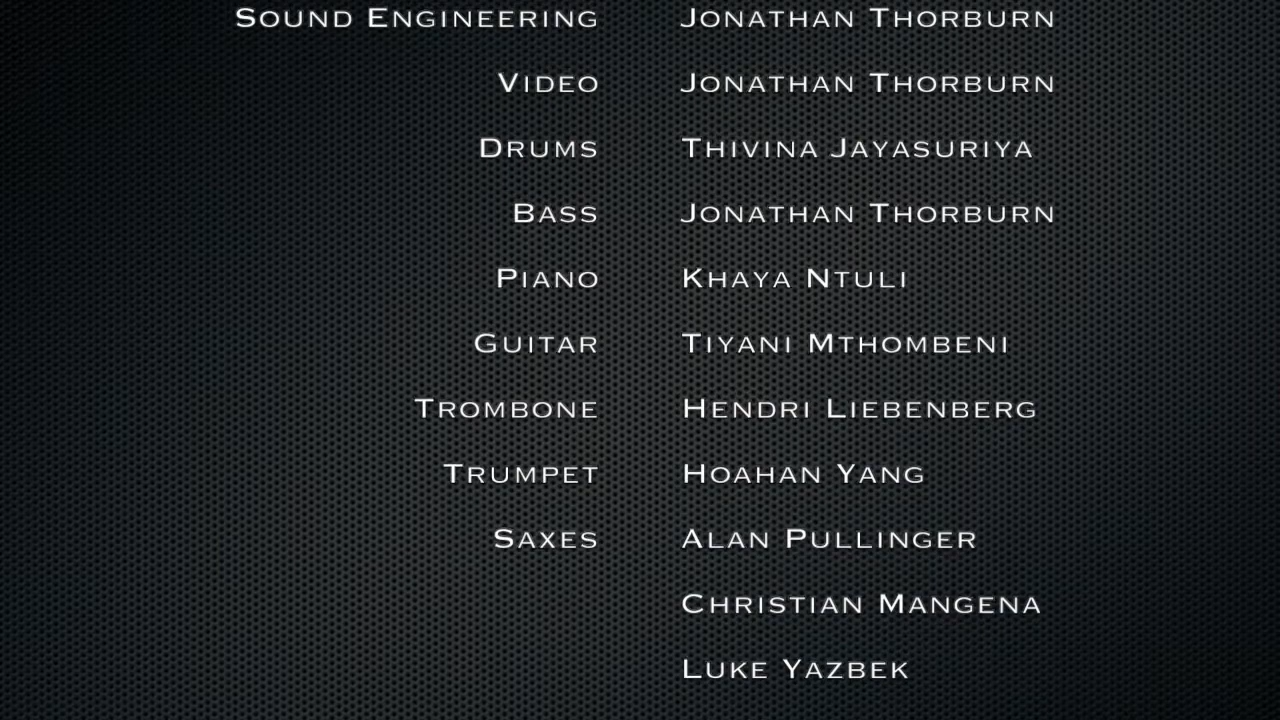 Sound Engineering Jonathan Thorburn
Video Jonathan Thorburn
Drums Thivina Jayasuriya
Bass Jonathan Thorburn
Piano Khaya Ntuli
Guitar Tiyani Mthombeni
Trombone Hendri Liebenberg
Trumpet Hoahan Yang
Saxes Alan Pullinger
Christian Mangena
Luke Yazbek